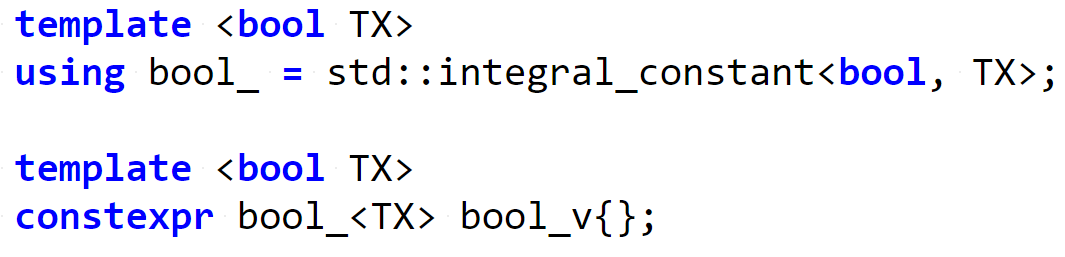 template <bool TX>
using bool_ = std::integral_constant<bool, TX>;
template <bool TX>
constexpr bool_<TX> bool_v{};